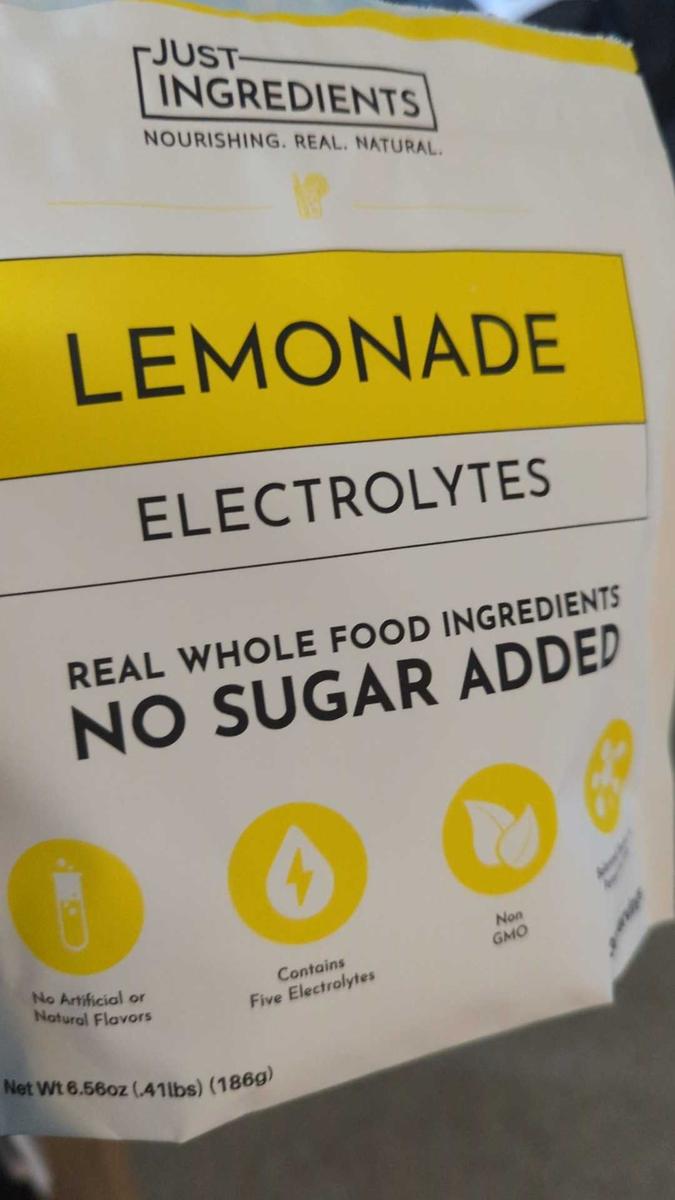 JUST
INGREDIENTS
NOURISHING. REAL. NATURAL.
LEMONADE
ELECTROLYTES
REAL WHOLE FOOD INGREDIENTS
NO SUGAR ADDED
No Artificial or
Natural Flavors
Contains
Five Electrolytes
Non
GMO
Net Wt 6.56oz (.41lbs) (186g)